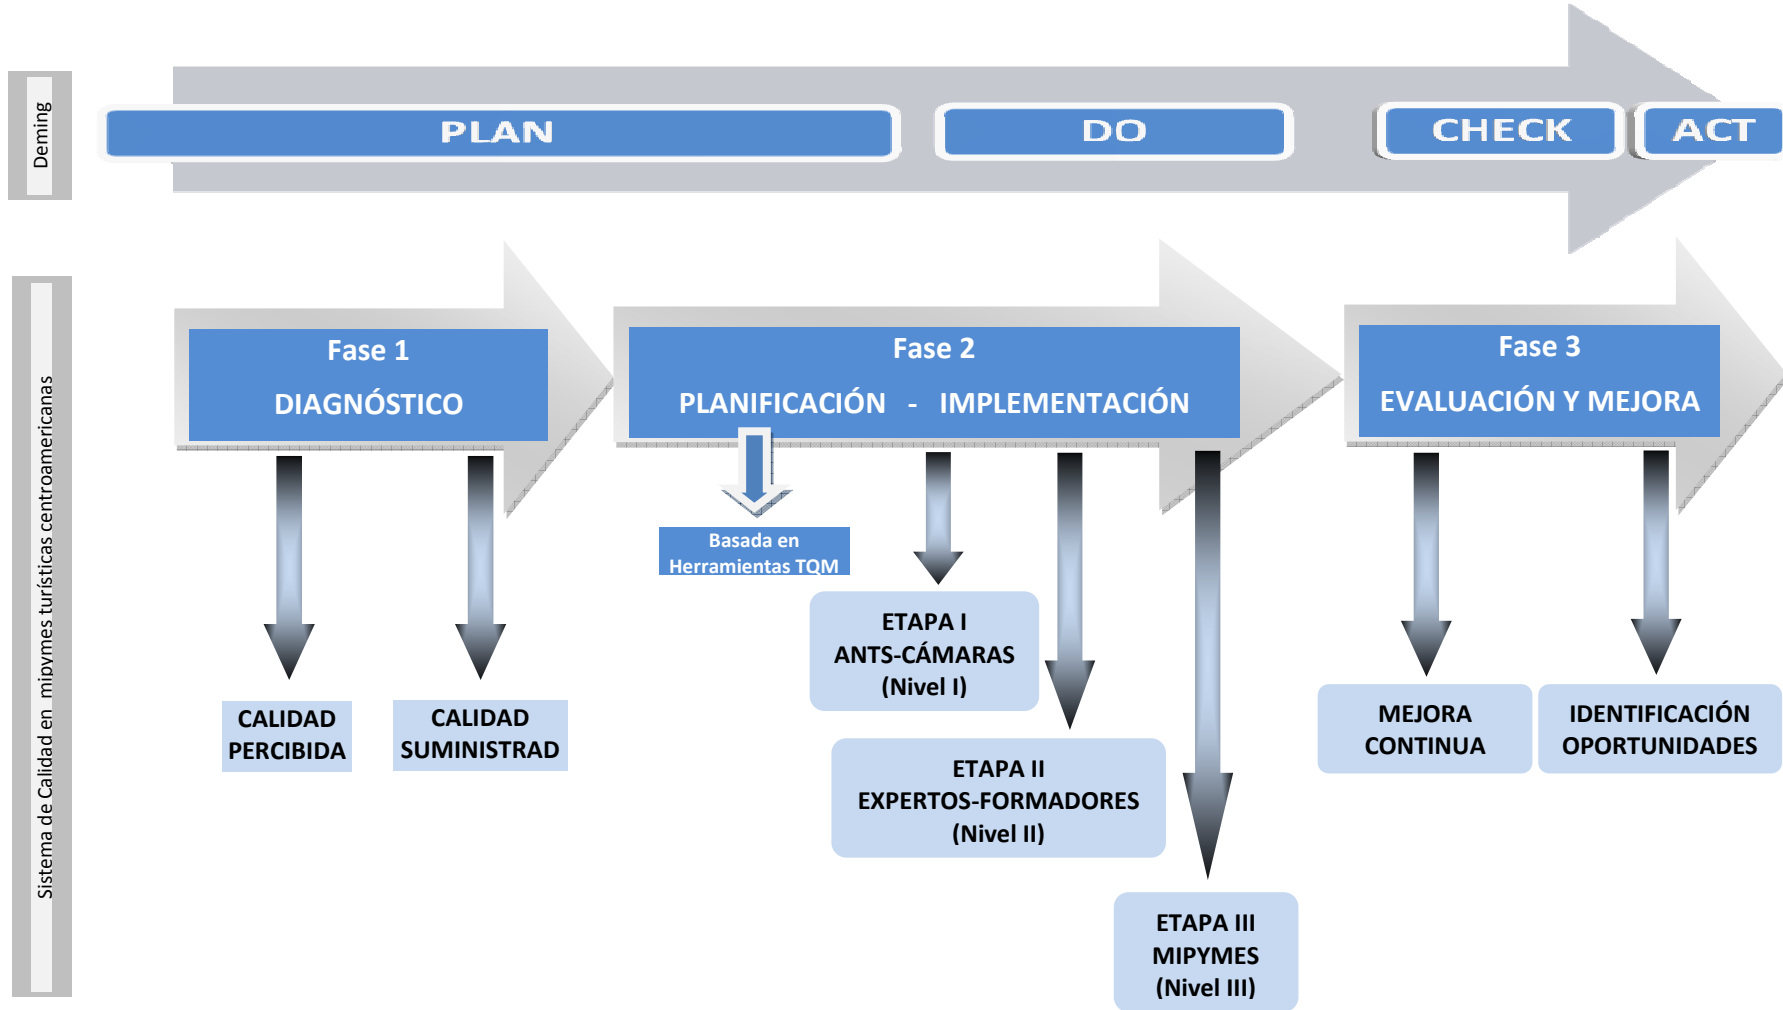 Deming
PLAN
DO
CHECK
ACT
Sistema de Calidad en mipymes turísticas centroamericanas
Fase 1
DIAGNÓSTICO
Fase 2
PLANIFICACIÓN - IMPLEMENTACIÓN
Fase 3
EVALUACIÓN Y MEJORA
Basada en
Herramientas TQM
ETAPA I
ANTS-CÁMARAS
(Nivel I)
CALIDAD
PERCIBIDA
CALIDAD
SUMINISTRAD
ETAPA II
EXPERTOS-FORMADORES
(Nivel II)
MEJORA
CONTINUA
IDENTIFICACIÓN
OPORTUNIDADES
ETAPA III
MIPYMES
(Nivel III)